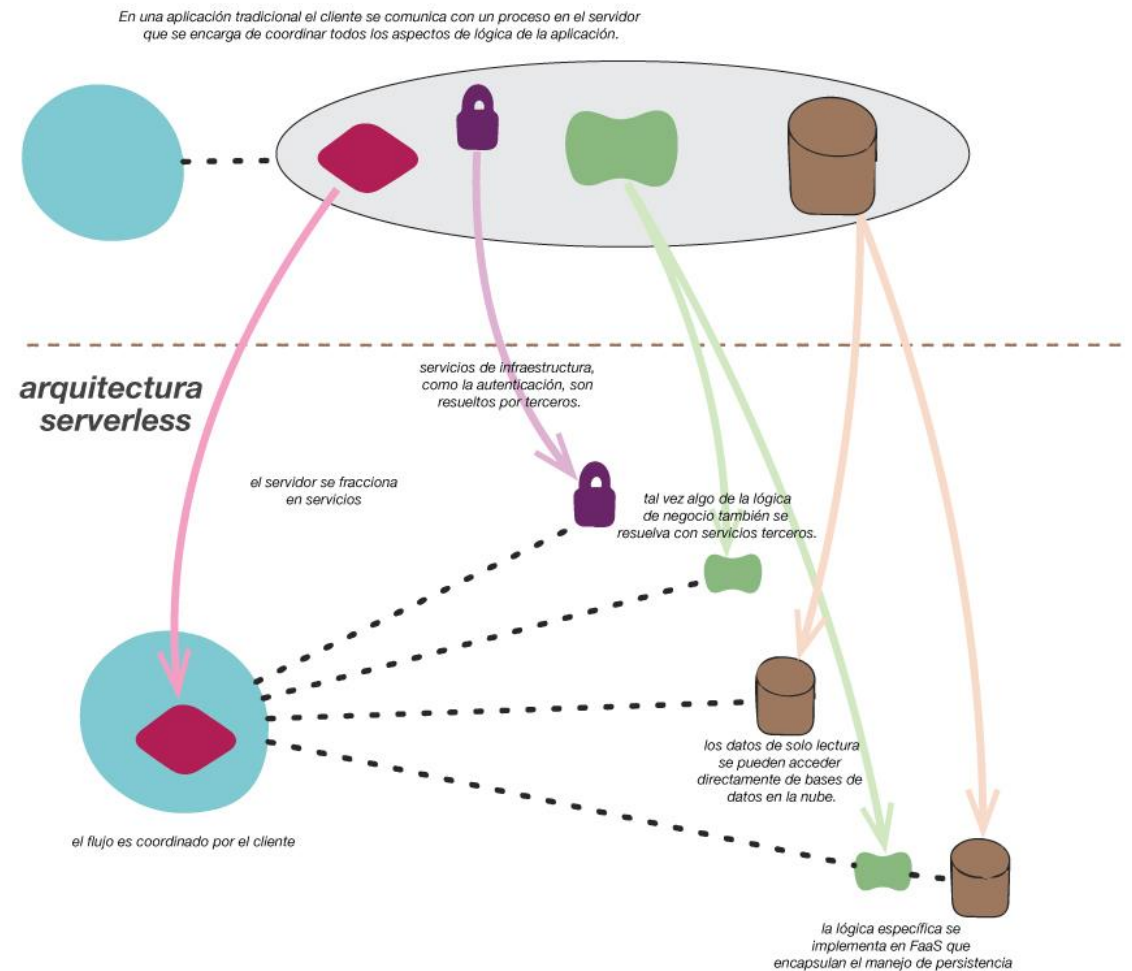 En una aplicación tradicional el cliente se comunica con un proceso en el servidor
que se encarga de coordinar todos los aspectos de lógica de la aplicación.
arquitectura
serverless
servicios de infraestructura,
como la autenticación, son
resueltos por terceros.
el servidor se fracciona
en servicios
tal vez algo de la lógica
de negocio también se
resuelva con servicios terceros.
los datos de solo lectura
se pueden acceder
directamente de bases de
datos en la nube.
el flujo es coordinado por el cliente
la lógica específica se
implementa en FaaS que
encapsulan el manejo de persistencia